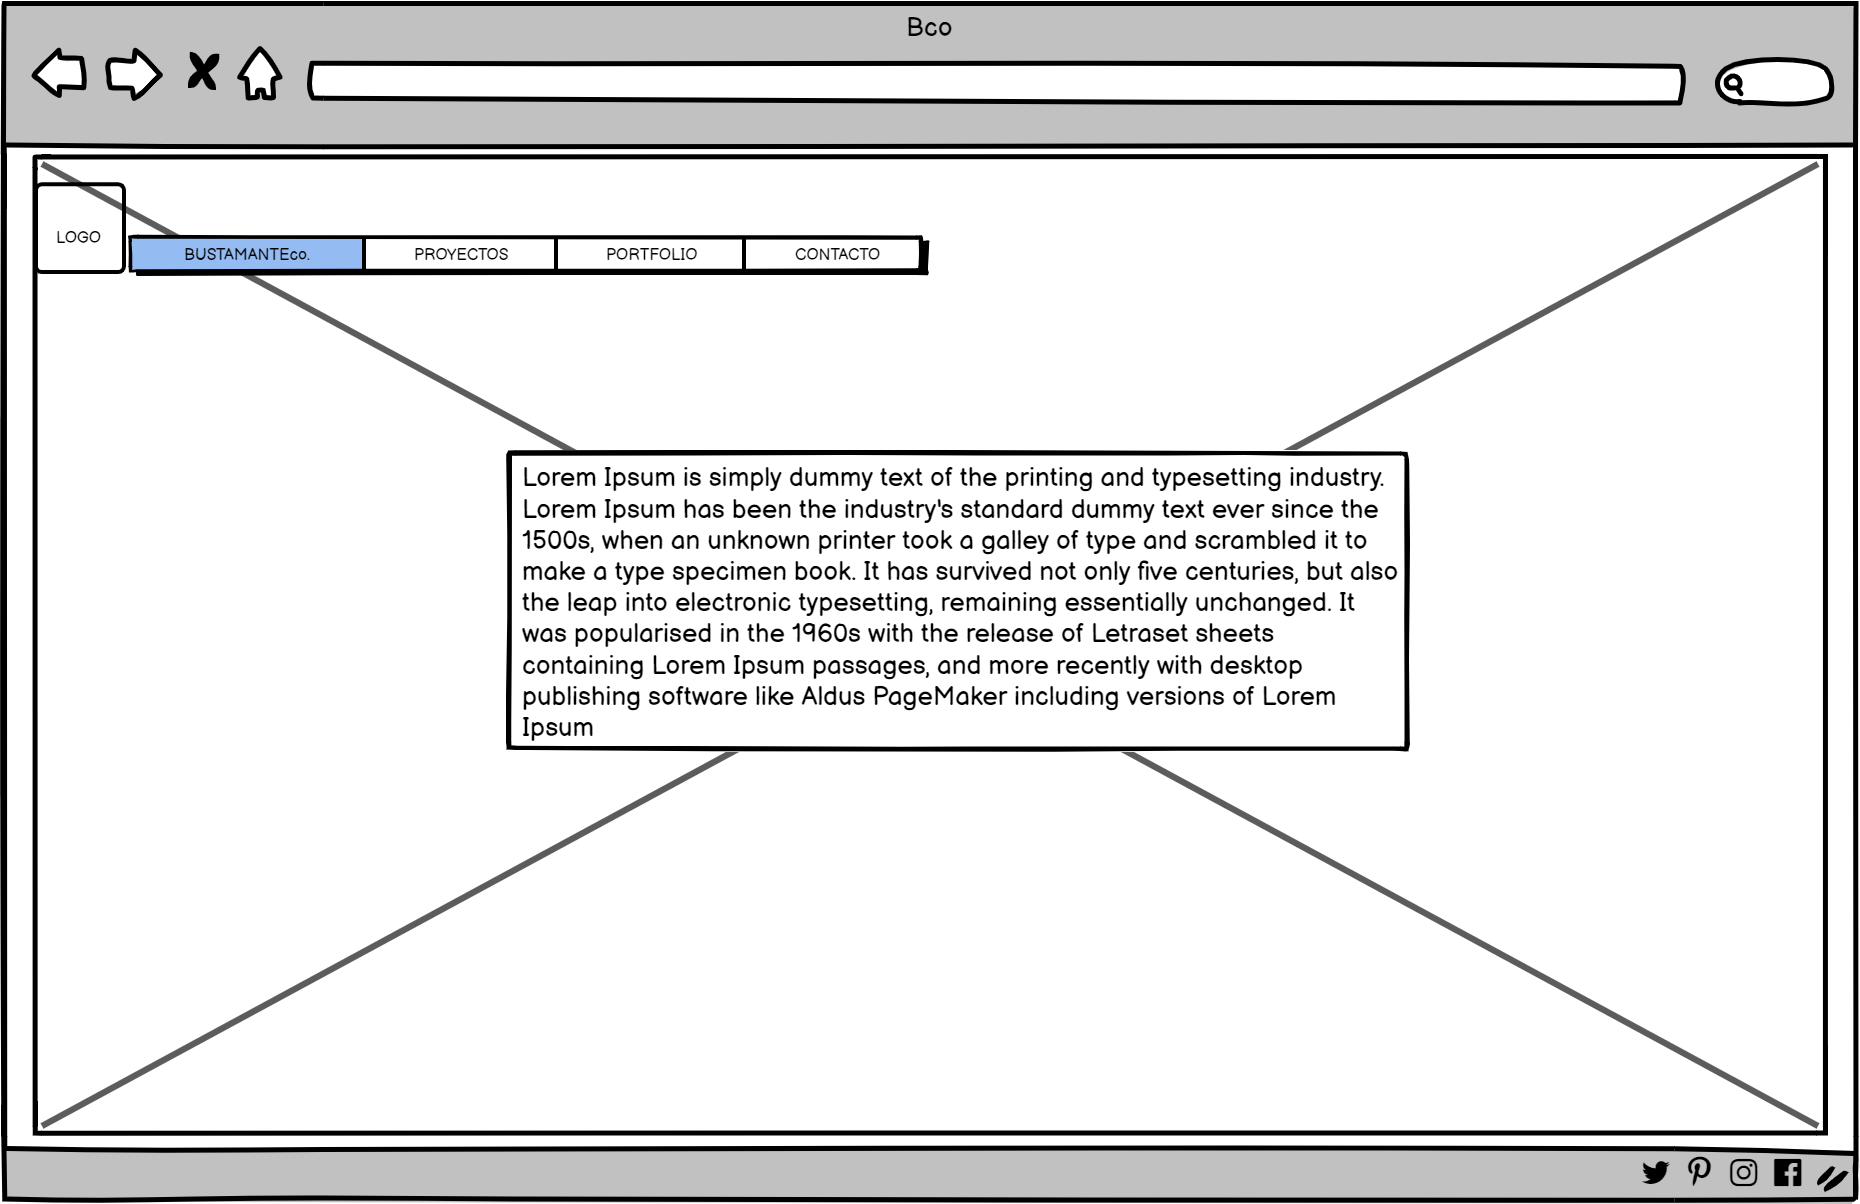 Bco
LOGO
BUSTAMANTEco. PROYECTOS PORTFOLIO CONTACTO
Lorem Ipsum is simply dummy text of the printing and typesetting industry.
Lorem Ipsum has been the industry's standard dummy text ever since the
1500s, when an unknown printer took a galley of type and scrambled it to
make a type specimen book. It has survived not only five centuries, but also
the leap into electronic typesetting, remaining essentially unchanged. It
was popularised in the 1960s with the release of Letraset sheets
containing Lorem Ipsum passages, and more recently with desktop
publishing software like Aldus PageMaker including versions of Lorem
Ipsum